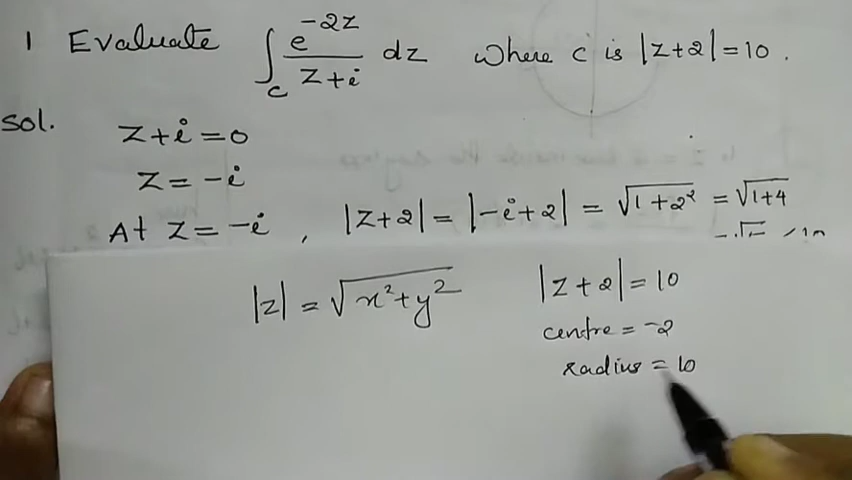 1 Evaluate ∫_C e^{-2z}/(z+i) dz where c is |z+2|=10.
Sol.
z+i=0
z=-i
At z=-i, |z+2|=|-i+2|=√(1+2²)=√(1+4)
|z|=√(x²+y²)
|z+2|=10
centre=-2
radius=10